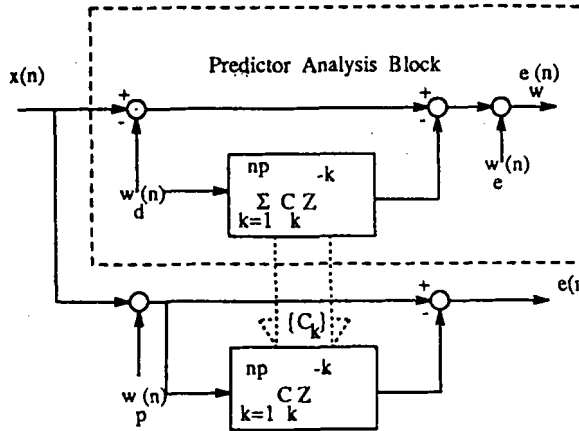 x(n)
Predictor Analysis Block
e (n)
w
+
-
+
-
w (n)
d
np -k
Σ C Z
k=1 k
w (n)
e
+
-
e(n
{C }
k
w (n)
p
np -k
C Z
k=1 k